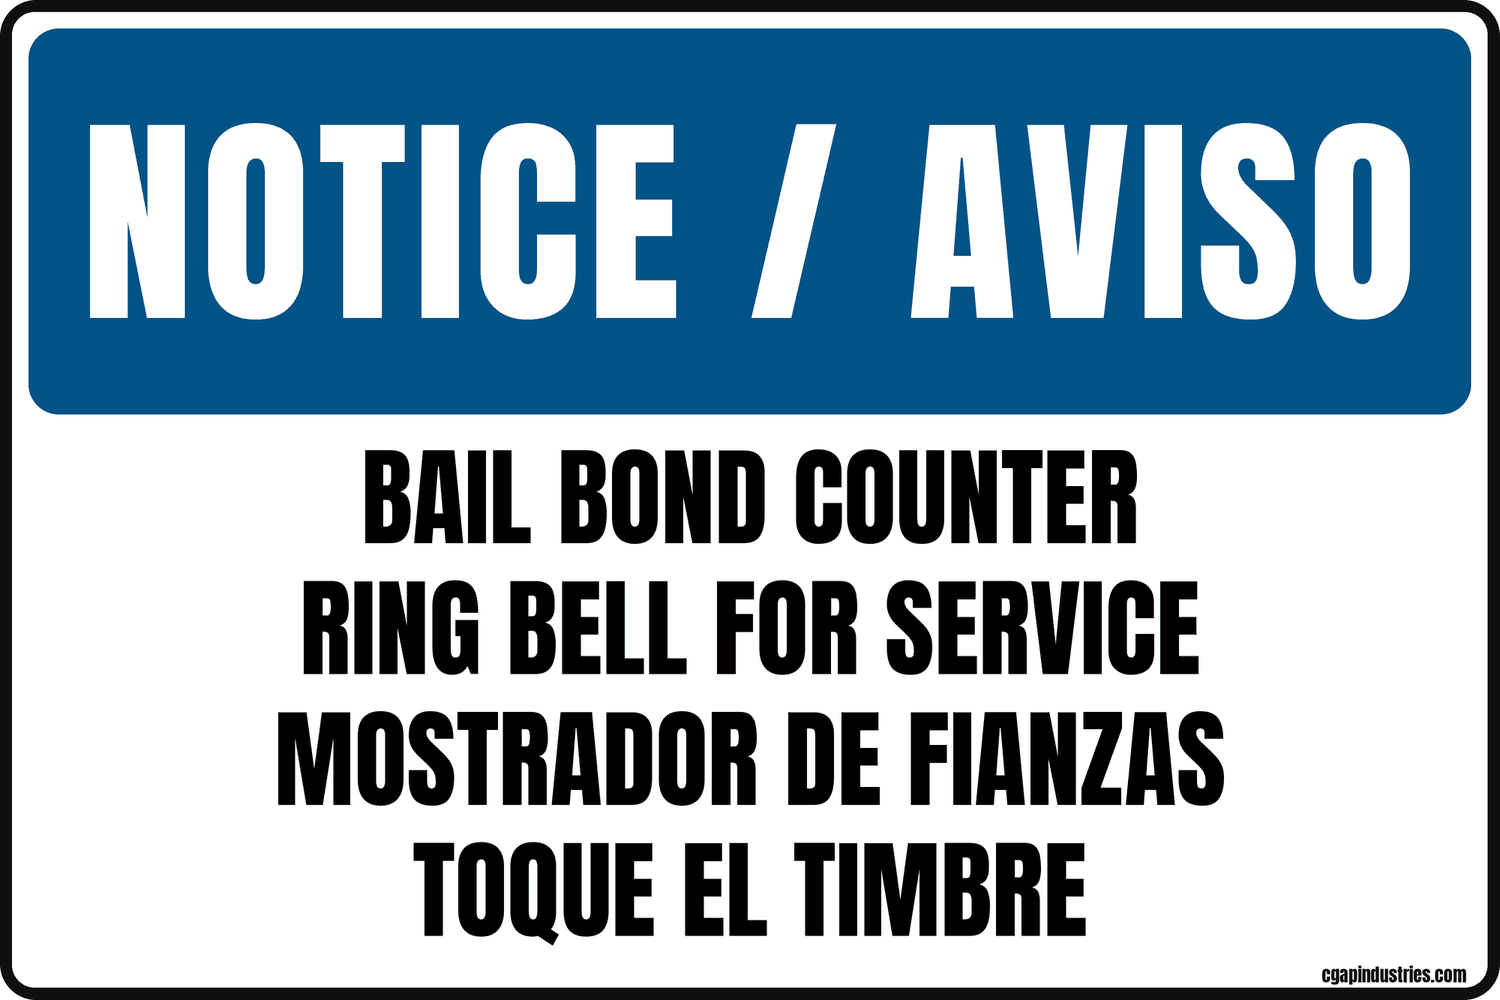 NOTICE / AVISO
BAIL BOND COUNTER
RING BELL FOR SERVICE
MOSTRADOR DE FIANZAS
TOQUE EL TIMBRE
cgapindustries.com